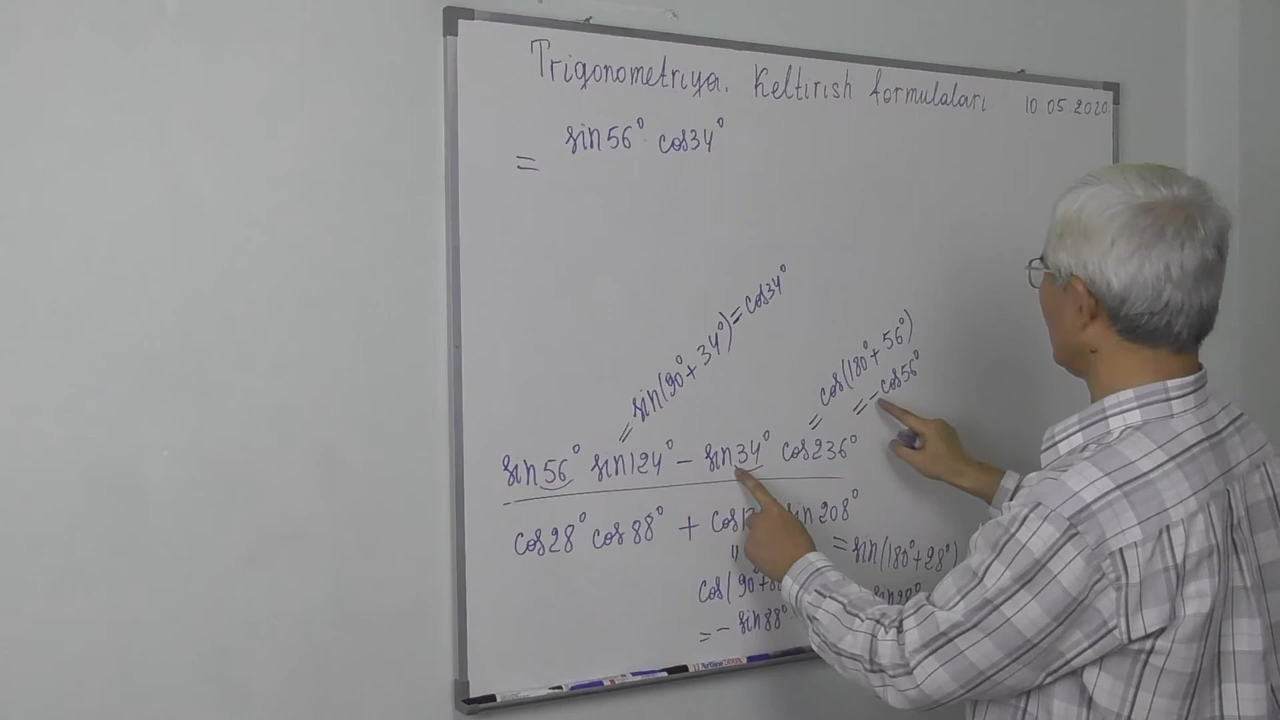 Trigonometriya. Keltirish formulalari 10 05 2020
sin56° · cos34°
=
= sin(90° + 34°) = cos34°
= cos(180° + 56°)
= - cos56°
sin56° sin124° - sin34° cos236°
cos28° cos88° + sin208°
= sin(180° + 28°)
cos(90° +
= - sin88°